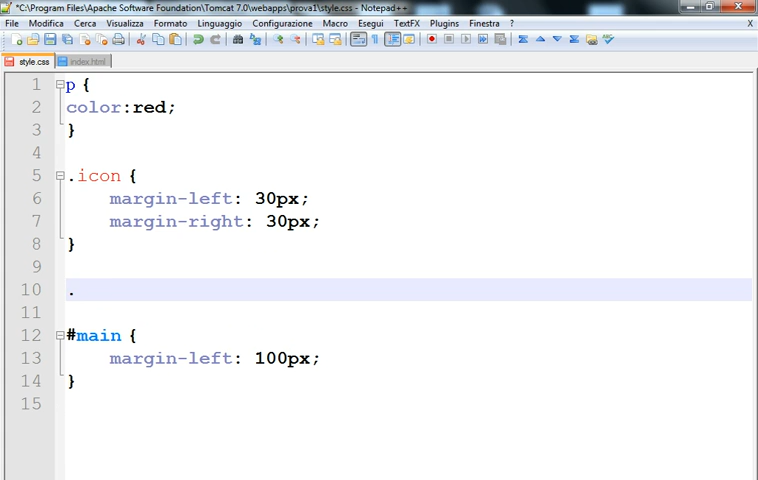 *C:\Program Files\Apache Software Foundation\Tomcat 7.0\webapps\prova1\style.css - Notepad++
File Modifica Cerca Visualizza Formato Linguaggio Configurazione Macro Esegui TextFX Plugins Finestra ? X
style.css index.html
1 p {
2 color:red;
3 }
4
5 .icon {
6 margin-left: 30px;
7 margin-right: 30px;
8 }
9
10 .
11
12 #main {
13 margin-left: 100px;
14 }
15